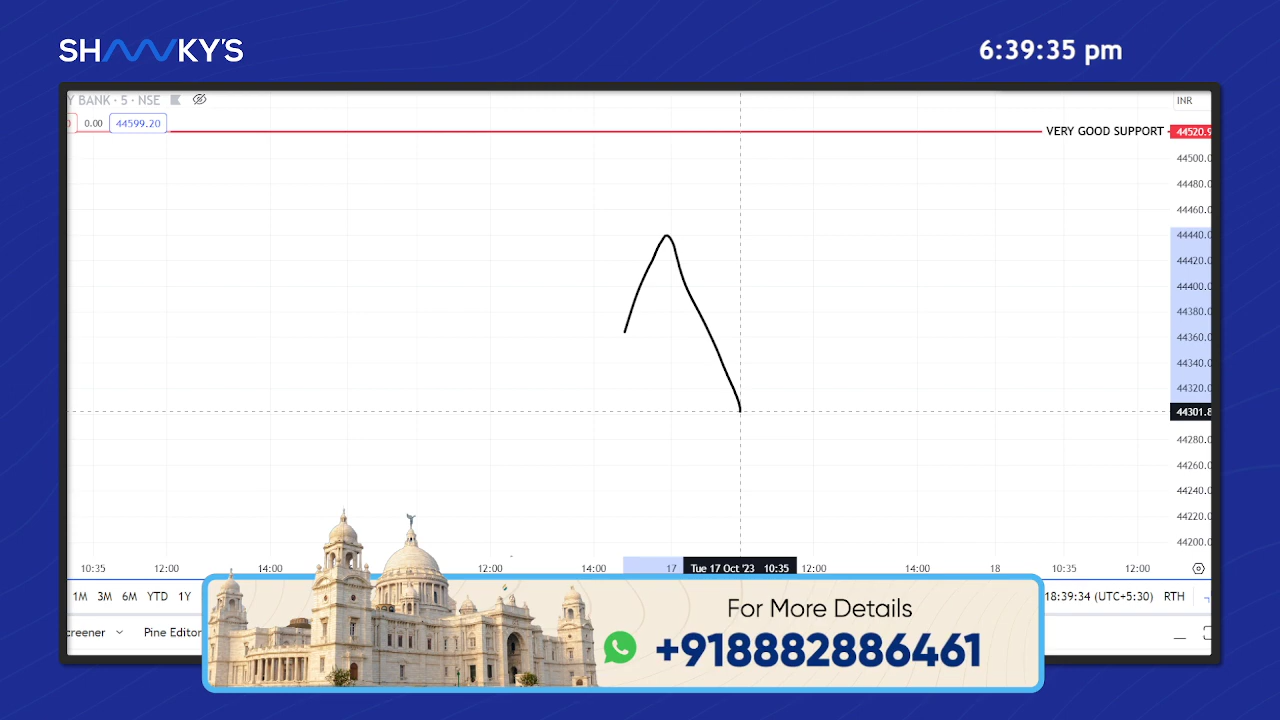 SHAWKY'S
6:39:35 pm
Y BANK · 5 · NSE
INR
0.00
44599.20
VERY GOOD SUPPORT
44520.9
44500.0
44480.0
44460.0
44440.0
44420.0
44400.0
44380.0
44360.0
44340.0
44320.0
44301.8
44280.0
44260.0
44240.0
44220.0
44200.0
10:35 12:00 14:00 12:00 14:00 17 Tue 17 Oct '23 10:35 12:00 14:00 18 10:35 12:00
1M 3M 6M YTD 1Y
18:39:34 (UTC+5:30) RTH
creener Pine Editor
For More Details
+918882886461